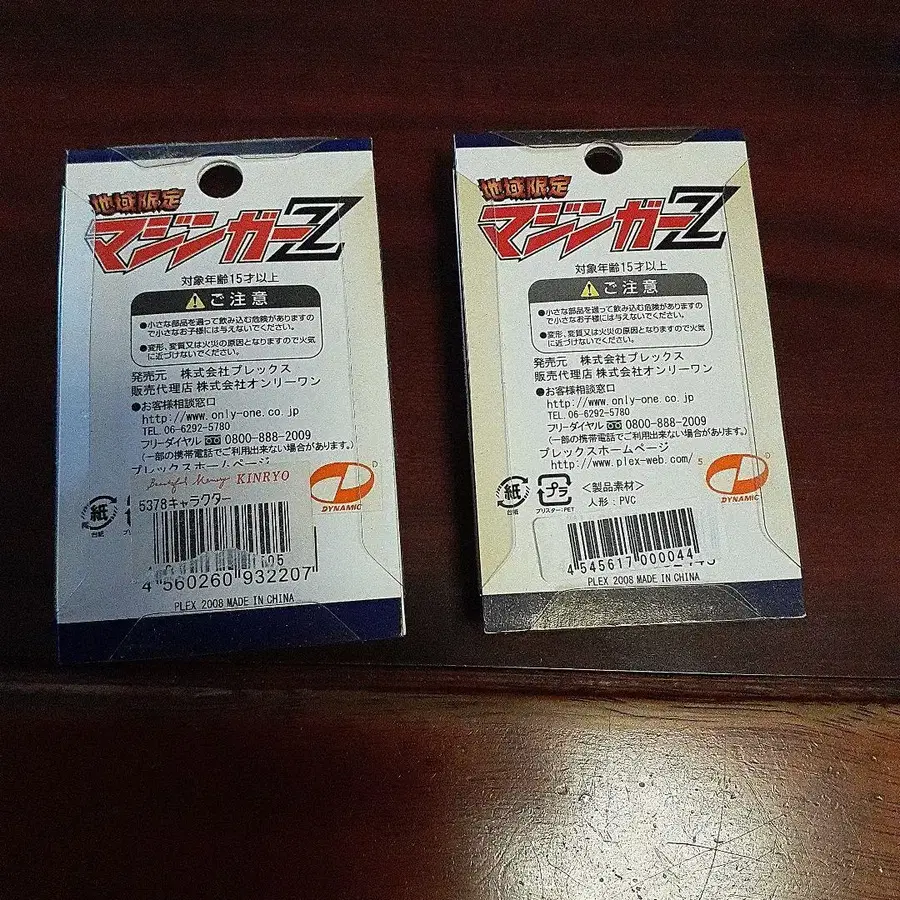 地域限定
マジンガーZ
対象年齢15才以上
ご注意
●小さな部品を誤って飲み込む危険がありますので
小さなお子様には与えないでください。
●変形、変質又は火災の原因となりますので火気
に近づけないでください。
発売元 株式会社プレックス
販売代理店 株式会社オンリーワン
●お客様相談窓口
http://www.only-one.co.jp
TEL.06-6292-5780
フリーダイヤル 0800-888-2009
(一部の携帯電話でご利用出来ない場合があります。)
プレックスホームページ
Beautiful Memory KINRYO
5378キャラクター
紙
台紙
D
DYNAMIC
4 560260 932207
PLEX 2008 MADE IN CHINA
地域限定
マジンガーZ
対象年齢15才以上
ご注意
●小さな部品を誤って飲み込む危険があります
ので小さなお子様には与えないでください。
●変形、変質又は火災の原因となりますので火気
に近づけないでください。
発売元 株式会社プレックス
販売代理店 株式会社オンリーワン
●お客様相談窓口
http://www.only-one.co.jp
TEL.06-6292-5780
フリーダイヤル 0800-888-2009
(一部の携帯電話でご利用出来ない場合があります。)
プレックスホームページ
http://www.plex-web.com/
紙
台紙
プラ
ブリスター:PET
<製品素材>
人形:PVC
D
DYNAMIC
4 545617 000044
PLEX 2008 MADE IN CHINA